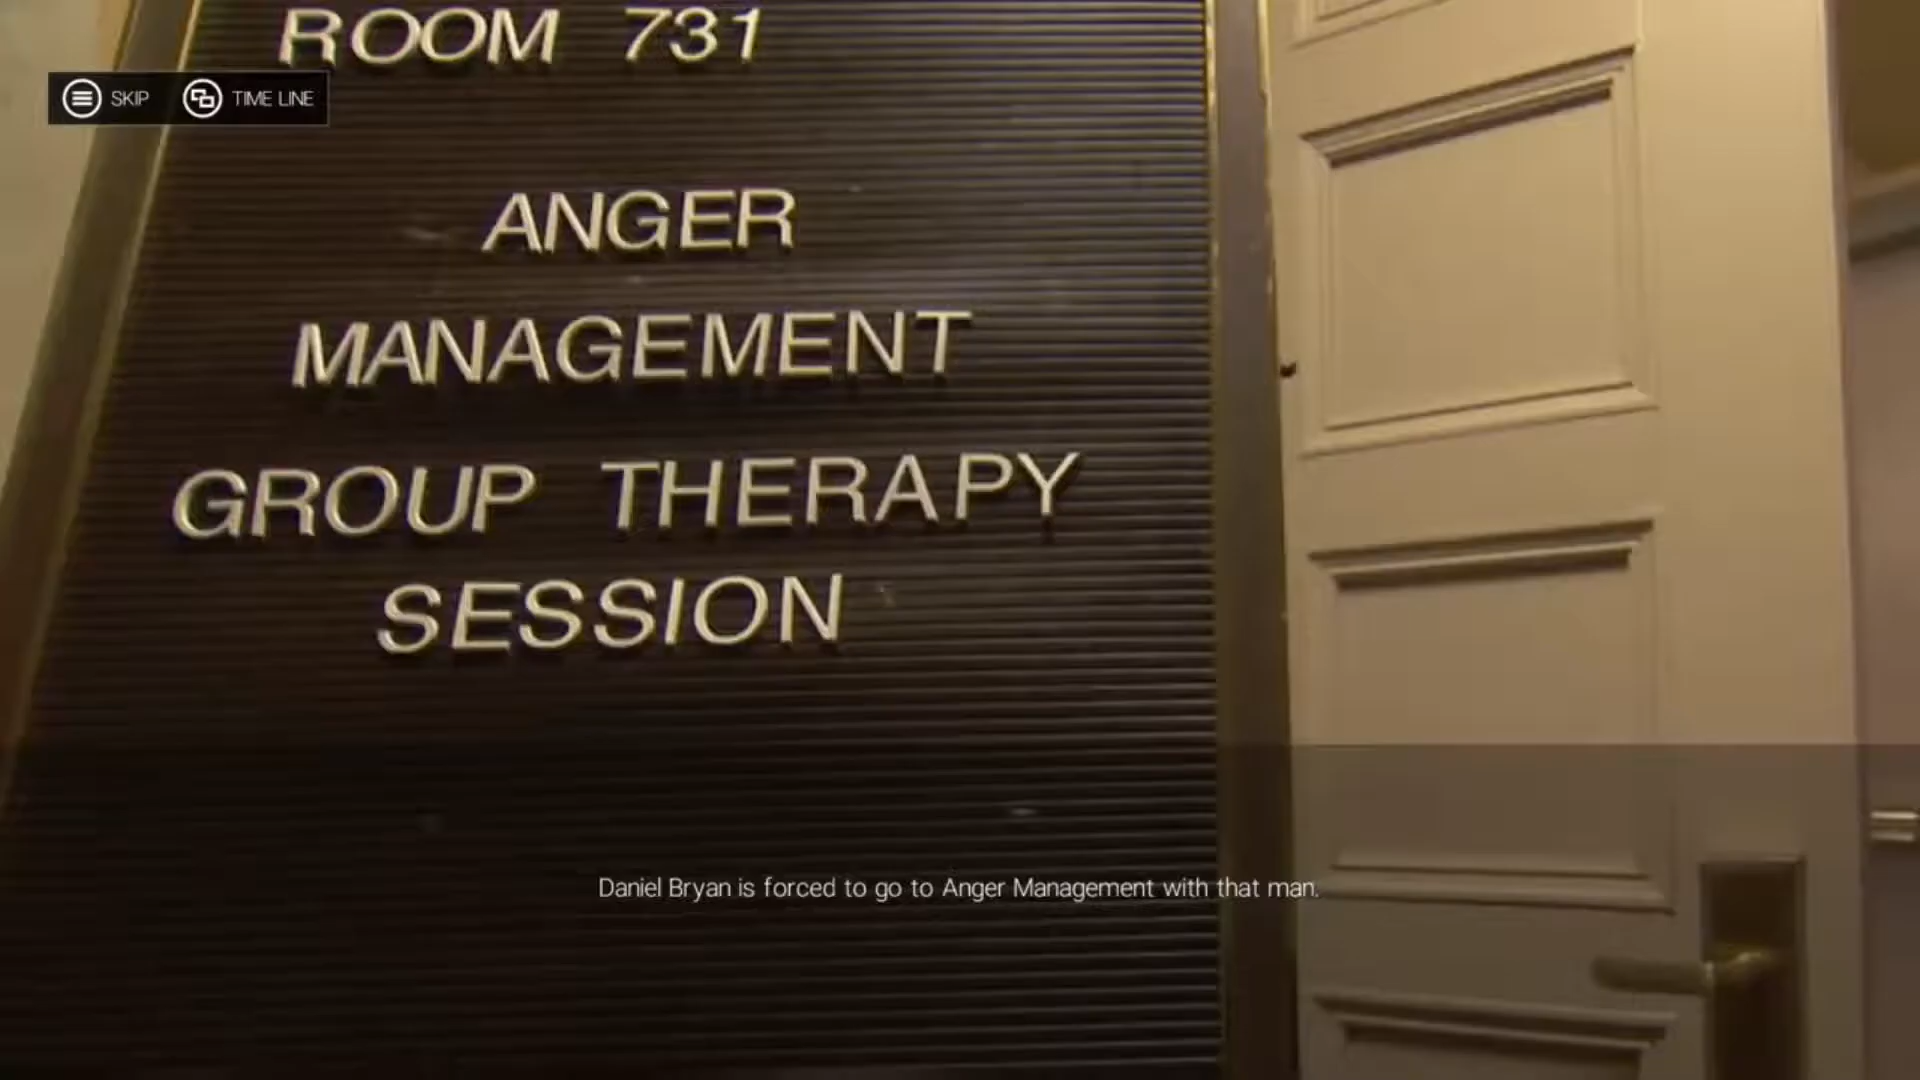 ROOM 731
SKIP TIME LINE
ANGER
MANAGEMENT
GROUP THERAPY
SESSION
Daniel Bryan is forced to go to Anger Management with that man.